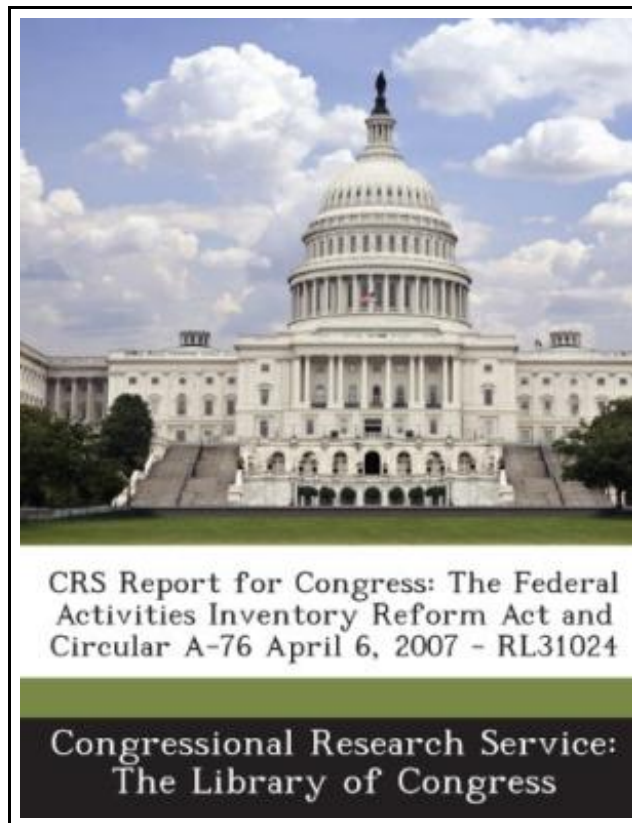 CRS Report for Congress: The Federal
Activities Inventory Reform Act and
Circular A-76 April 6, 2007 - RL31024
Congressional Research Service:
The Library of Congress